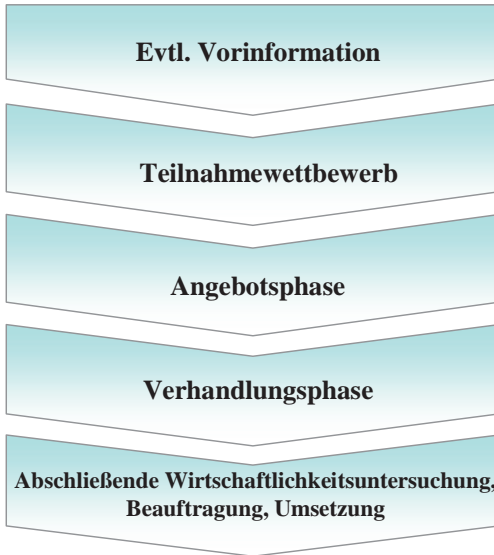 Evtl. Vorinformation
Teilnahmewettbewerb
Angebotsphase
Verhandlungsphase
Abschließende Wirtschaftlichkeitsuntersuchung,
Beauftragung, Umsetzung